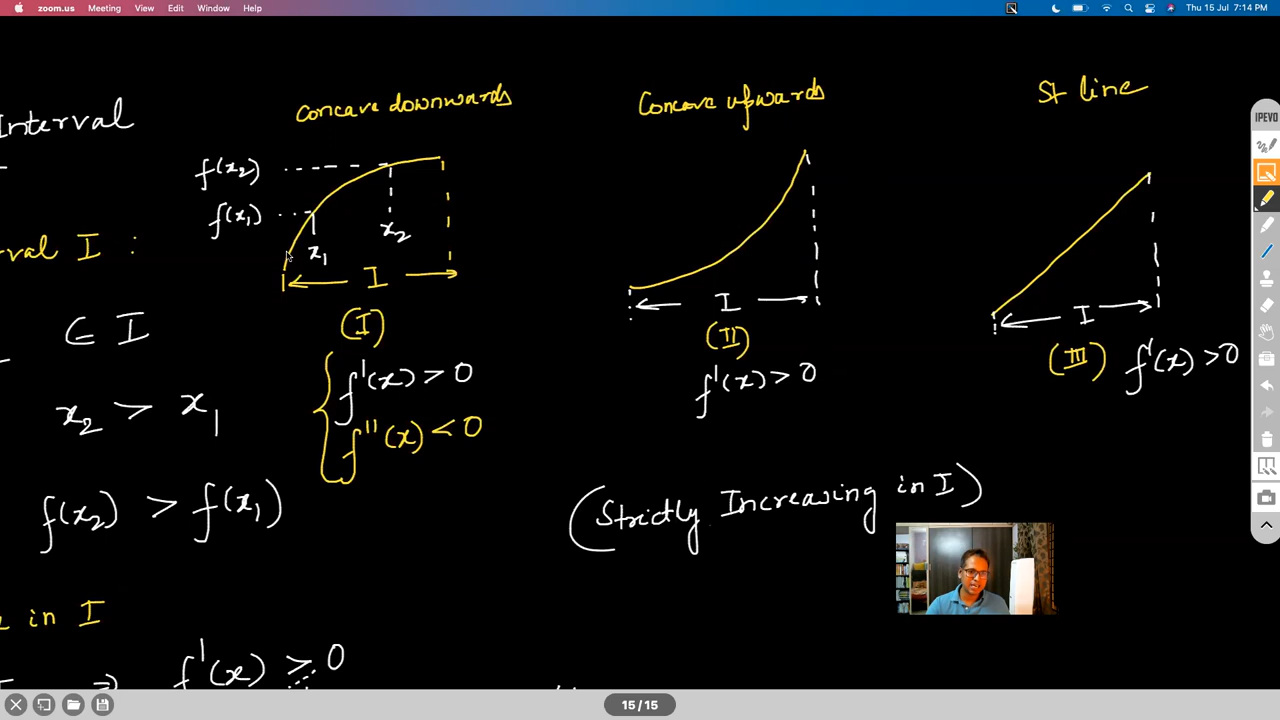 zoom.us Meeting View Edit Window Help Thu 15 Jul 7:14 PM
Interval
concave downwards
Concave upwards
St line
IPEVO
f(x₂)
f(x₁)
x₁
x₂
rval I :
I
I
I
(I)
(II)
(III)
∈ I
f'(x) > 0
f''(x) < 0
f'(x) > 0
f'(x) > 0
x₂ > x₁
f(x₂) > f(x₁)
(Strictly Increasing in I)
in I
⇒ f'(x) ≥ 0
15 / 15